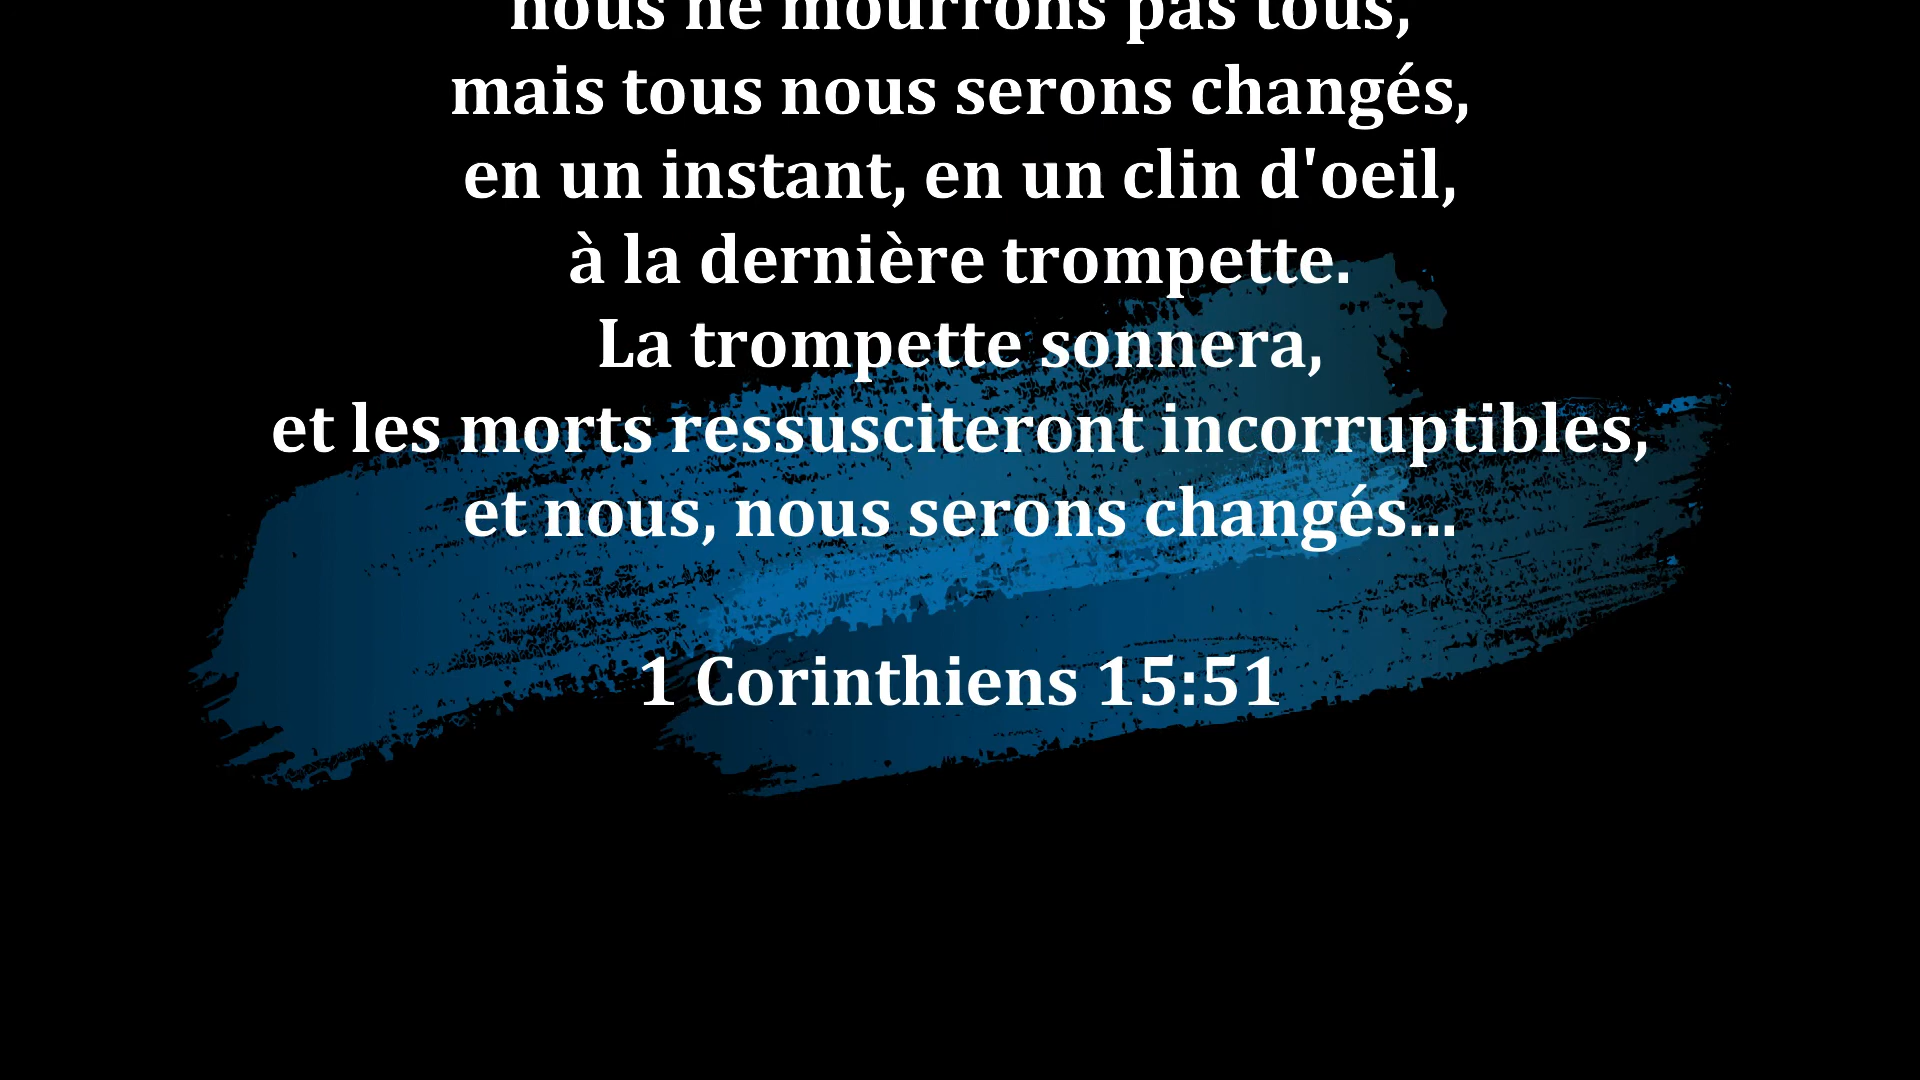 nous ne mourrons pas tous,
mais tous nous serons changés,
en un instant, en un clin d'oeil,
à la dernière trompette.
La trompette sonnera,
et les morts ressusciteront incorruptibles,
et nous, nous serons changés...
1 Corinthiens 15:51